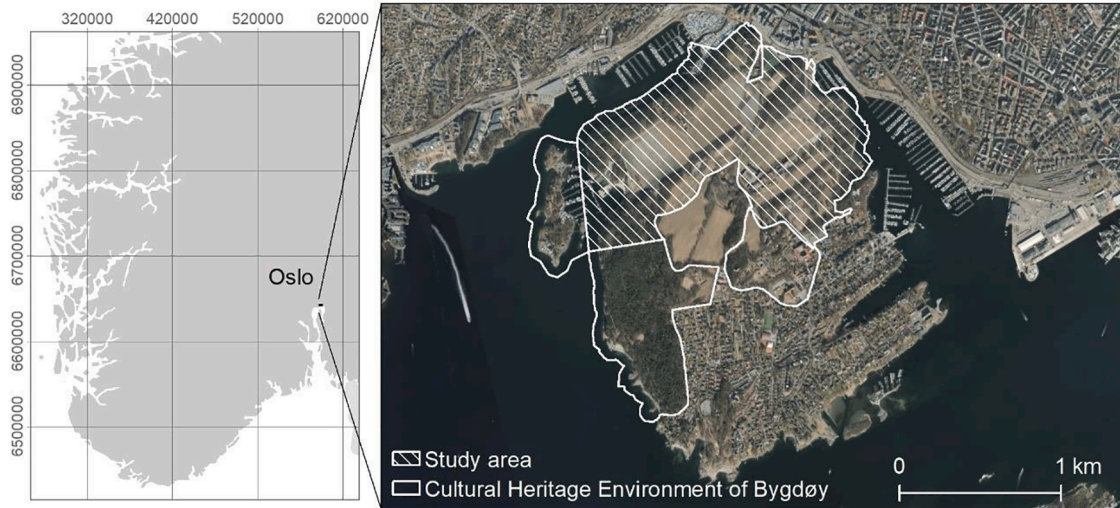 320000 420000 520000 620000
6900000
6800000
6700000
6600000
6500000
Oslo
Study area
Cultural Heritage Environment of Bygdøy
0 1 km